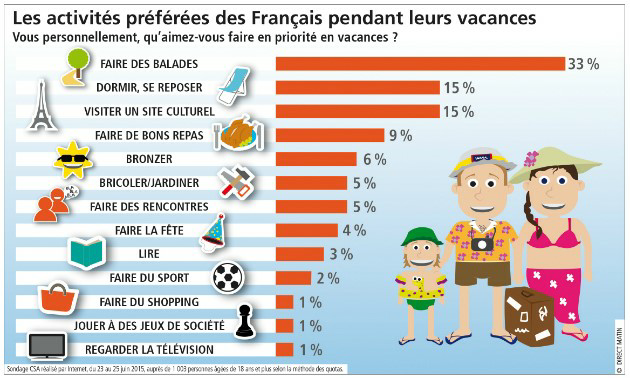 Les activités préférées des Français pendant leurs vacances
Vous personnellement, qu'aimez-vous faire en priorité en vacances ?
FAIRE DES BALADES 33 %
DORMIR, SE REPOSER 15 %
VISITER UN SITE CULTUREL 15 %
FAIRE DE BONS REPAS 9 %
BRONZER 6 %
BRICOLER/JARDINER 5 %
FAIRE DES RENCONTRES 5 %
FAIRE LA FÊTE 4 %
LIRE 3 %
FAIRE DU SPORT 2 %
FAIRE DU SHOPPING 1 %
JOUER À DES JEUX DE SOCIÉTÉ 1 %
REGARDER LA TÉLÉVISION 1 %
Sondage CSA réalisé par Internet, du 23 au 25 juin 2015, auprès de 1 003 personnes âgées de 18 ans et plus selon la méthode des quotas.
© DIRECT MATIN